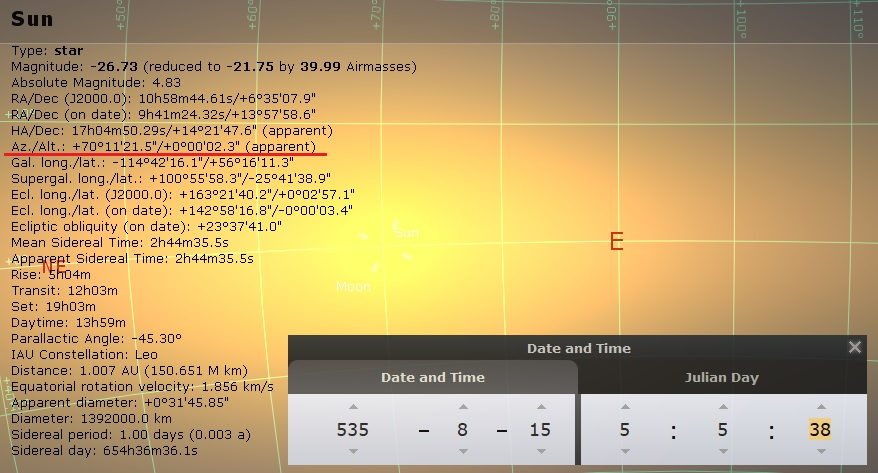 +50°
+60°
+70°
+80°
+90°
+100°
+110°
Sun
Type: star
Magnitude: -26.73 (reduced to -21.75 by 39.99 Airmasses)
Absolute Magnitude: 4.83
RA/Dec (J2000.0): 10h58m44.61s/+6°35'07.9"
RA/Dec (on date): 9h41m24.32s/+13°57'58.6"
HA/Dec: 17h04m50.29s/+14°21'47.6" (apparent)
Az./Alt.: +70°11'21.5"/+0°00'02.3" (apparent)
Gal. long./lat.: -114°42'16.1"/+56°16'11.3"
Supergal. long./lat.: +100°55'58.3"/-25°41'38.9"
Ecl. long./lat. (J2000.0): +163°21'40.2"/+0°02'57.1"
Ecl. long./lat. (on date): +142°58'16.8"/-0°00'03.4"
Ecliptic obliquity (on date): +23°37'41.0"
Mean Sidereal Time: 2h44m35.5s
Apparent Sidereal Time: 2h44m35.5s
Rise: 5h04m
Transit: 12h03m
Set: 19h03m
Daytime: 13h59m
Parallactic Angle: -45.30°
IAU Constellation: Leo
Distance: 1.007 AU (150.651 M km)
Equatorial rotation velocity: 1.856 km/s
Apparent diameter: +0°31'45.85"
Diameter: 1392000.0 km
Sidereal period: 1.00 days (0.003 a)
Sidereal day: 654h36m36.1s
Sun
Moon
NE
E
Date and Time
Date and Time
Julian Day
535 - 8 - 15
5 : 5 : 38